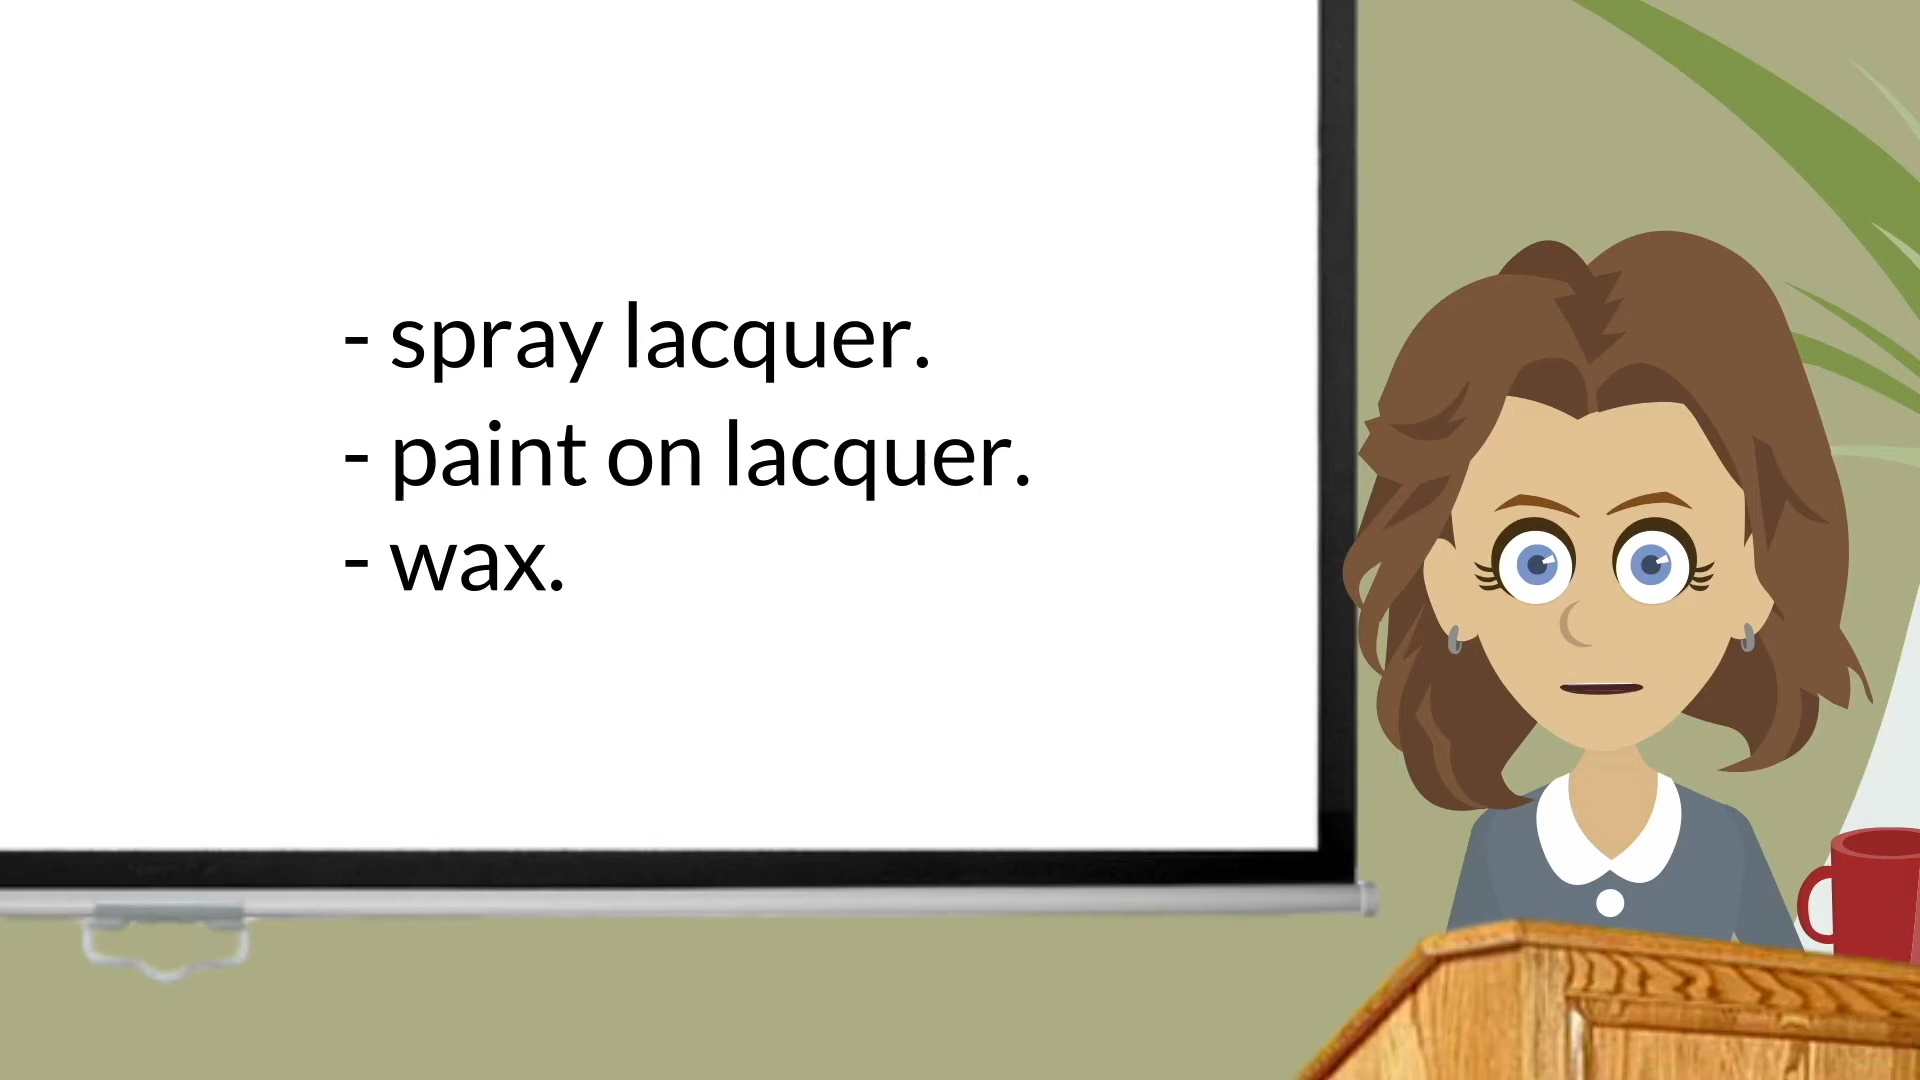 - spray lacquer.
- paint on lacquer.
- wax.